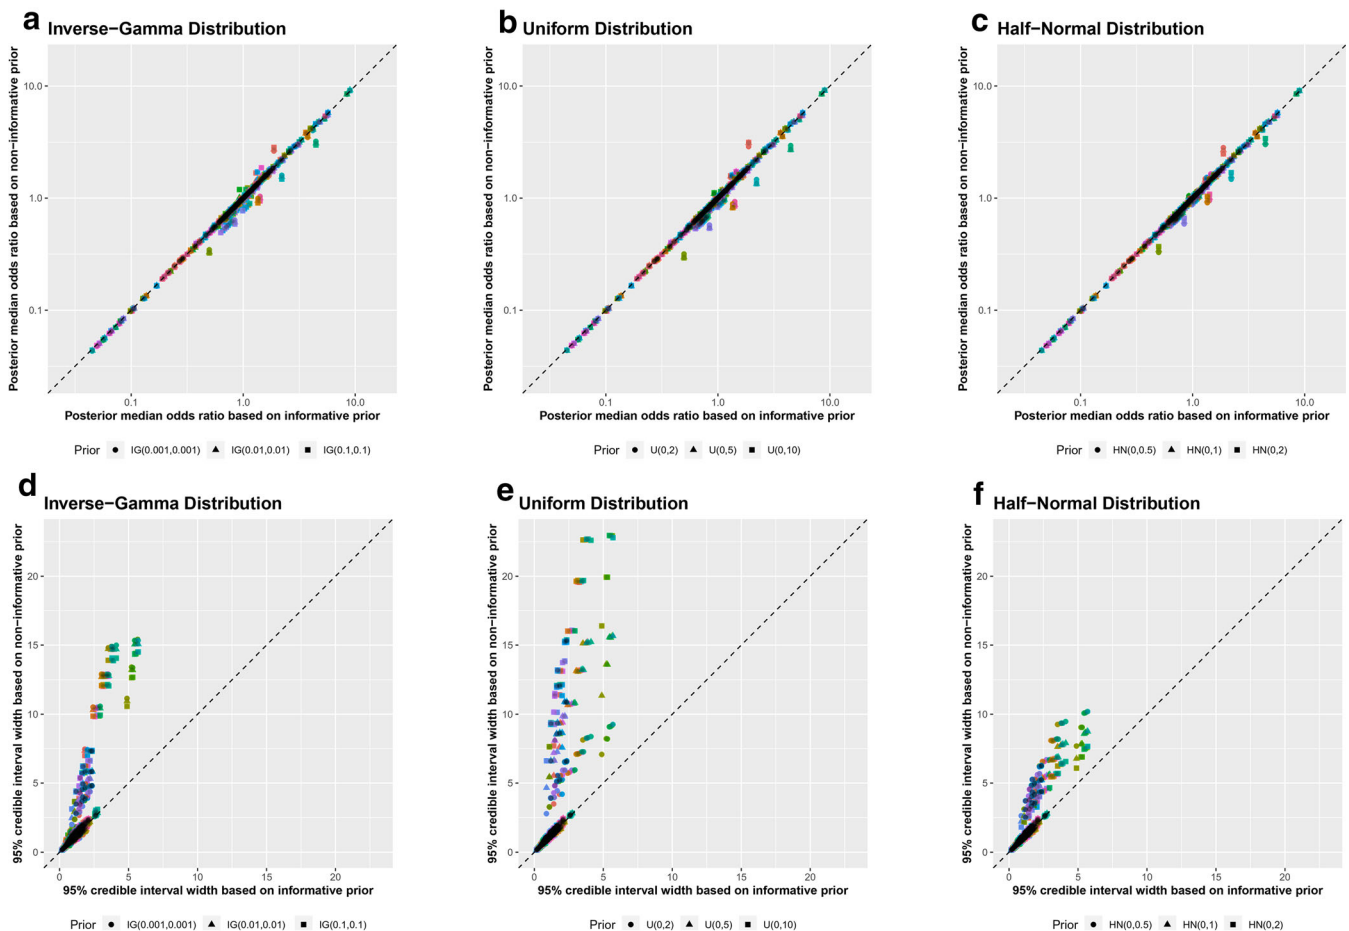 a Inverse−Gamma Distribution
Posterior median odds ratio based on non−informative prior
10.0
1.0
0.1
0.1 1.0 10.0
Posterior median odds ratio based on informative prior
Prior IG(0.001,0.001) IG(0.01,0.01) IG(0.1,0.1)
b Uniform Distribution
Posterior median odds ratio based on non−informative prior
10.0
1.0
0.1
0.1 1.0 10.0
Posterior median odds ratio based on informative prior
Prior U(0,2) U(0,5) U(0,10)
c Half−Normal Distribution
Posterior median odds ratio based on non−informative prior
10.0
1.0
0.1
0.1 1.0 10.0
Posterior median odds ratio based on informative prior
Prior HN(0,0.5) HN(0,1) HN(0,2)
d Inverse−Gamma Distribution
95% credible interval width based on non−informative prior
20
15
10
5
0
0 5 10 15 20
95% credible interval width based on informative prior
Prior IG(0.001,0.001) IG(0.01,0.01) IG(0.1,0.1)
e Uniform Distribution
95% credible interval width based on non−informative prior
20
15
10
5
0
0 5 10 15 20
95% credible interval width based on informative prior
Prior U(0,2) U(0,5) U(0,10)
f Half−Normal Distribution
95% credible interval width based on non−informative prior
20
15
10
5
0
0 5 10 15 20
95% credible interval width based on informative prior
Prior HN(0,0.5) HN(0,1) HN(0,2)